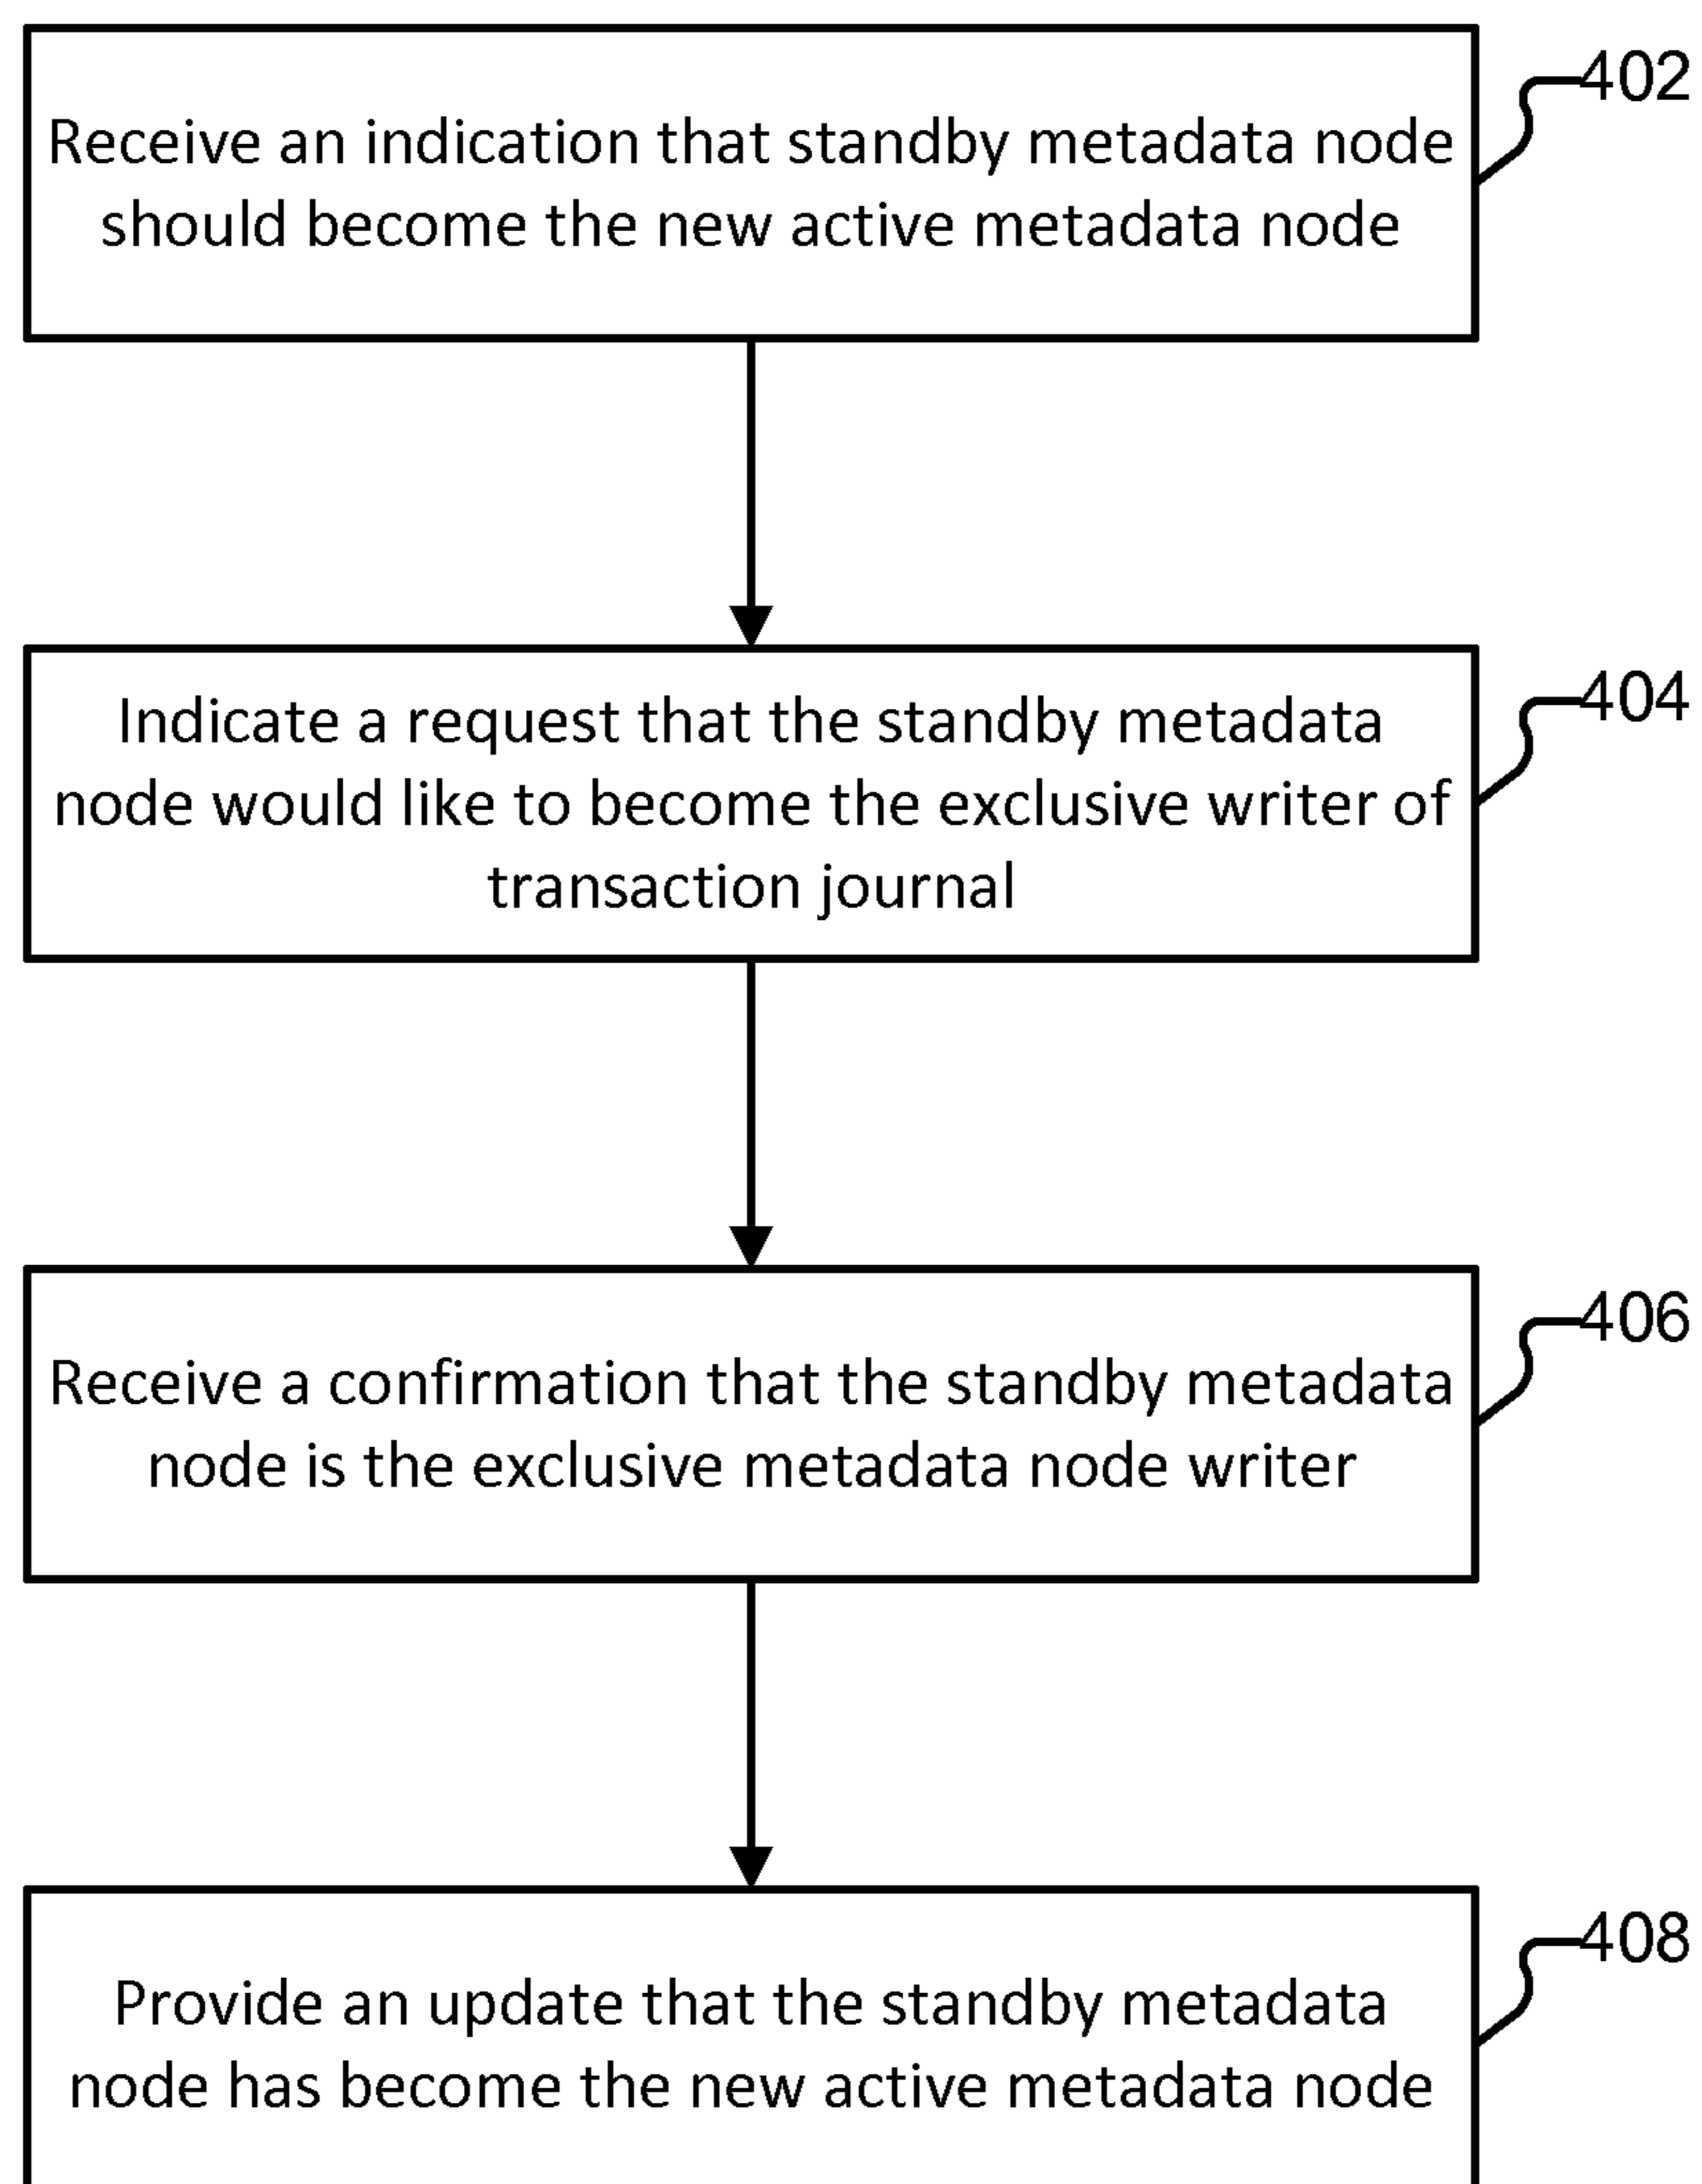 402
Receive an indication that standby metadata node
should become the new active metadata node
404
Indicate a request that the standby metadata
node would like to become the exclusive writer of
transaction journal
406
Receive a confirmation that the standby metadata
node is the exclusive metadata node writer
408
Provide an update that the standby metadata
node has become the new active metadata node